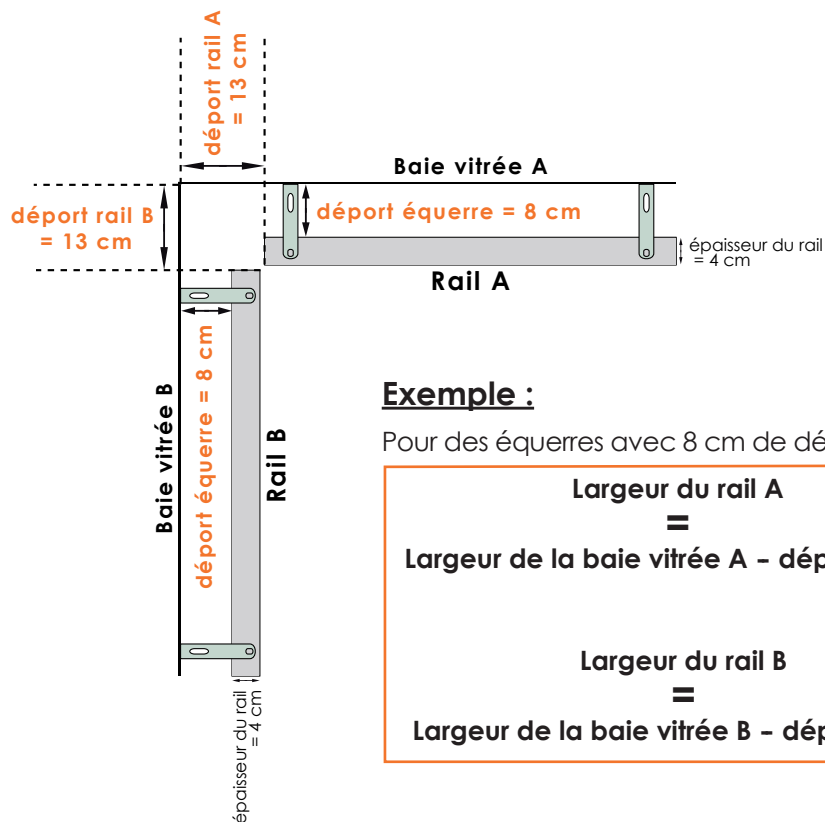 déport rail A
= 13 cm
Baie vitrée A
déport rail B
= 13 cm
déport équerre = 8 cm
épaisseur du rail
= 4 cm
Rail A
Baie vitrée B
déport équerre = 8 cm
Rail B
épaisseur du rail
= 4 cm
Exemple :
Pour des équerres avec 8 cm de dé
Largeur du rail A
=
Largeur de la baie vitrée A – dép
Largeur du rail B
=
Largeur de la baie vitrée B – dép